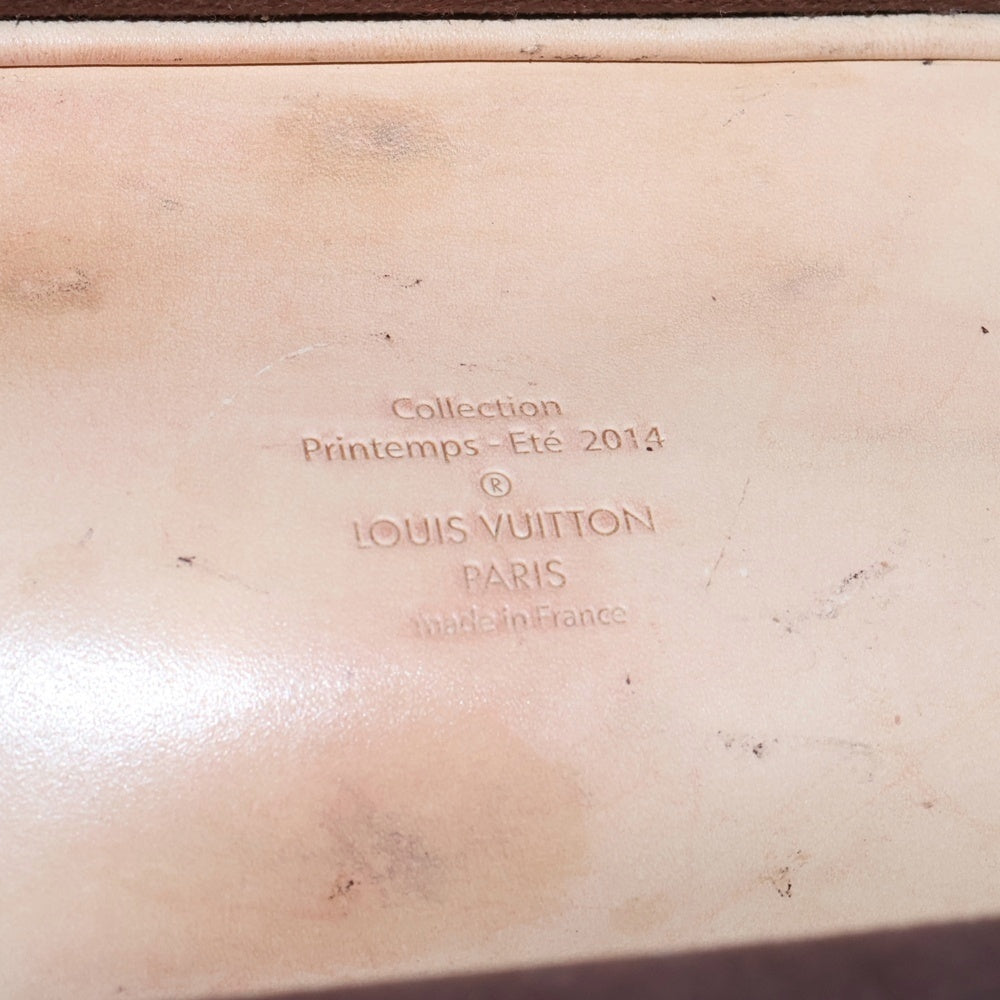 Collection
Printemps - Eté 2014
®
LOUIS VUITTON
PARIS
made in France